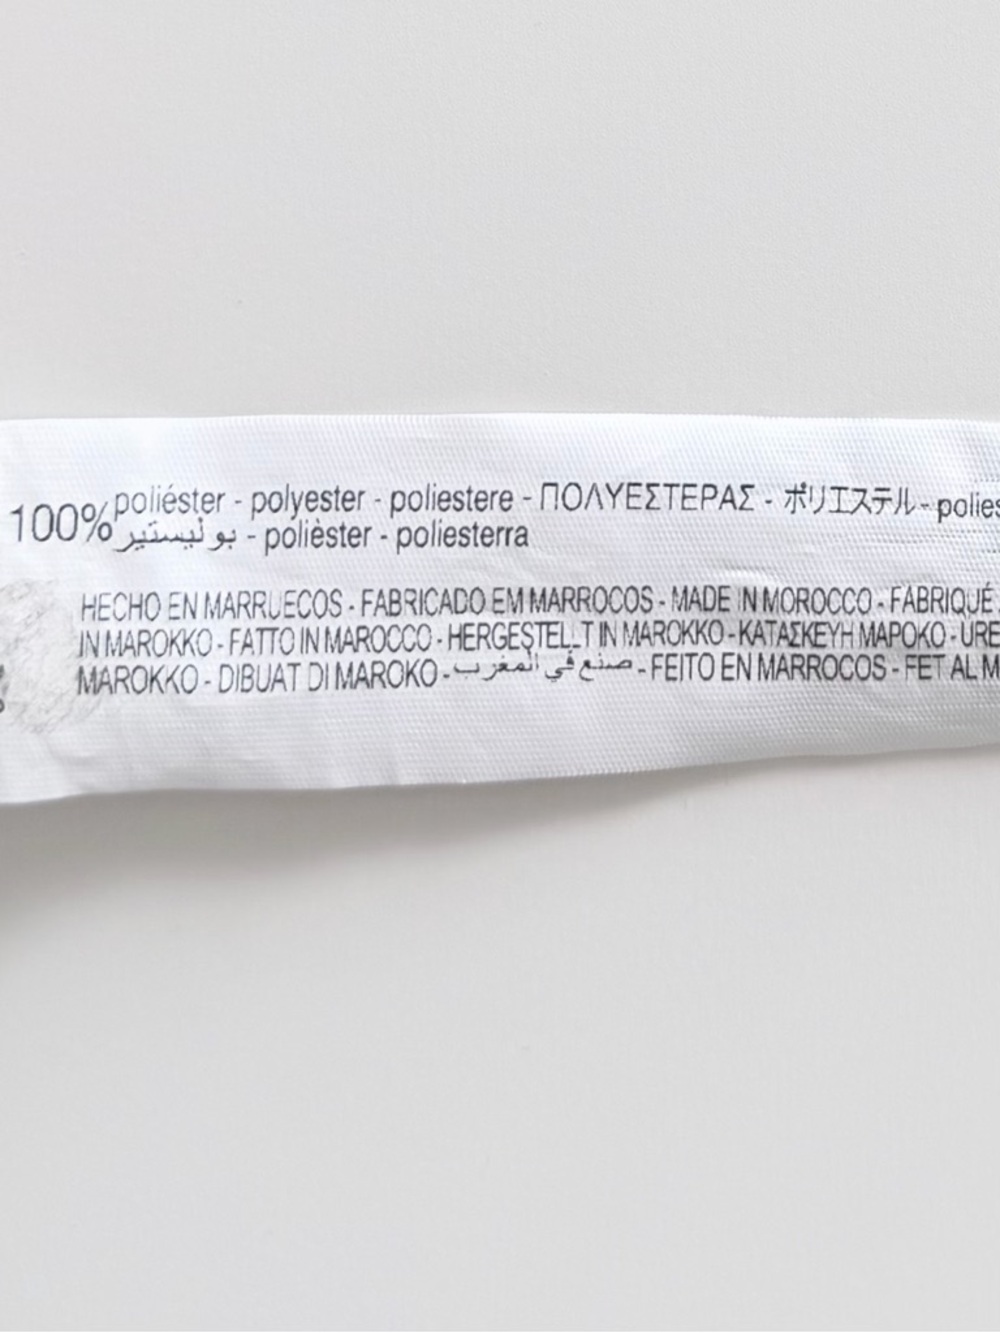 100% poliéster - polyester - poliestere - ΠΟΛΥΕΣΤΕΡΑΣ - ポリエステル - polies
بوليستير - polièster - poliesterra
HECHO EN MARRUECOS - FABRICADO EM MARROCOS - MADE IN MOROCCO - FABRIQUÉ
IN MAROKKO - FATTO IN MAROCCO - HERGESTELLT IN MAROKKO - ΚΑΤΑΣΚΕΥΗ ΜΑΡΟΚΟ - URE
MAROKKO - DIBUAT DI MAROKO - صنع في المغرب - FEITO EN MARROCOS - FET AL M